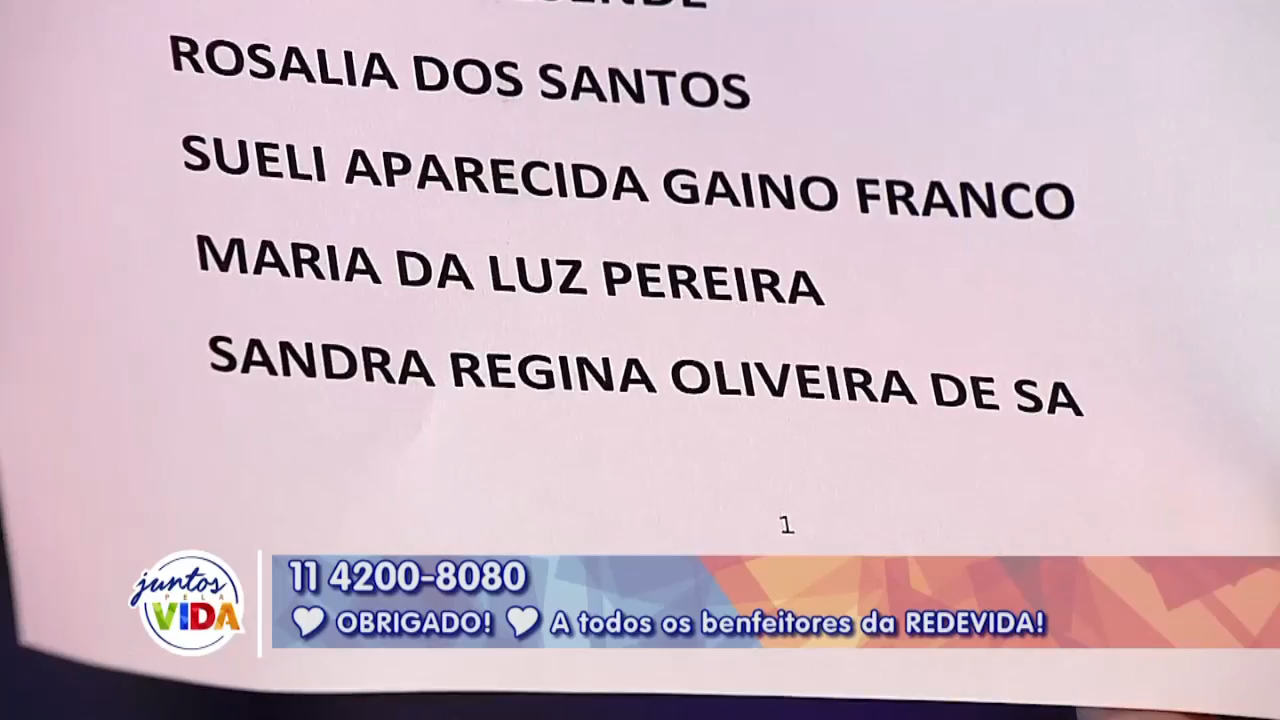 ROSALIA DOS SANTOS
SUELI APARECIDA GAINO FRANCO
MARIA DA LUZ PEREIRA
SANDRA REGINA OLIVEIRA DE SA
1
juntos
PELA
VIDA
11 4200-8080
OBRIGADO! A todos os benfeitores da REDEVIDA!